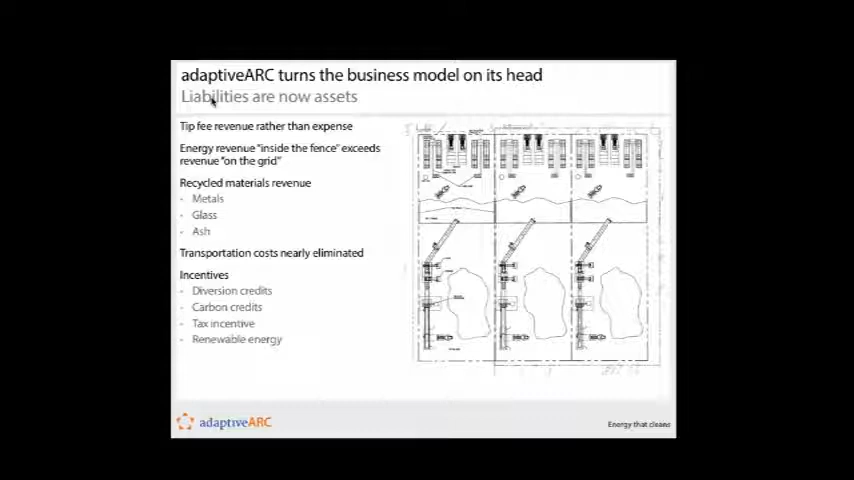 adaptiveARC turns the business model on its head
Liabilities are now assets
Tip fee revenue rather than expense
Energy revenue "inside the fence" exceeds
revenue "on the grid"
Recycled materials revenue
- Metals
- Glass
- Ash
Transportation costs nearly eliminated
Incentives
- Diversion credits
- Carbon credits
- Tax incentive
- Renewable energy
adaptiveARC
Energy that cleans